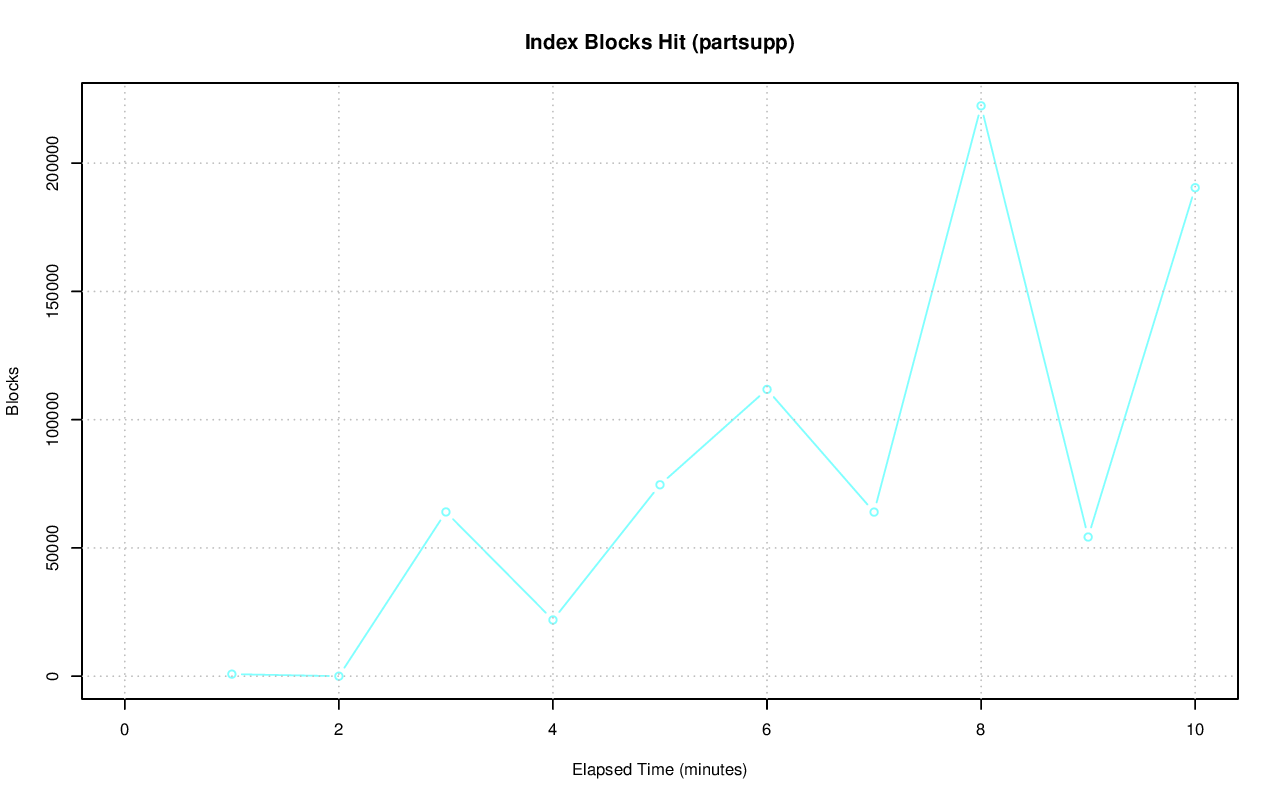 Index Blocks Hit (partsupp)
200000
150000
100000
50000
0
Blocks
0 2 4 6 8 10
Elapsed Time (minutes)